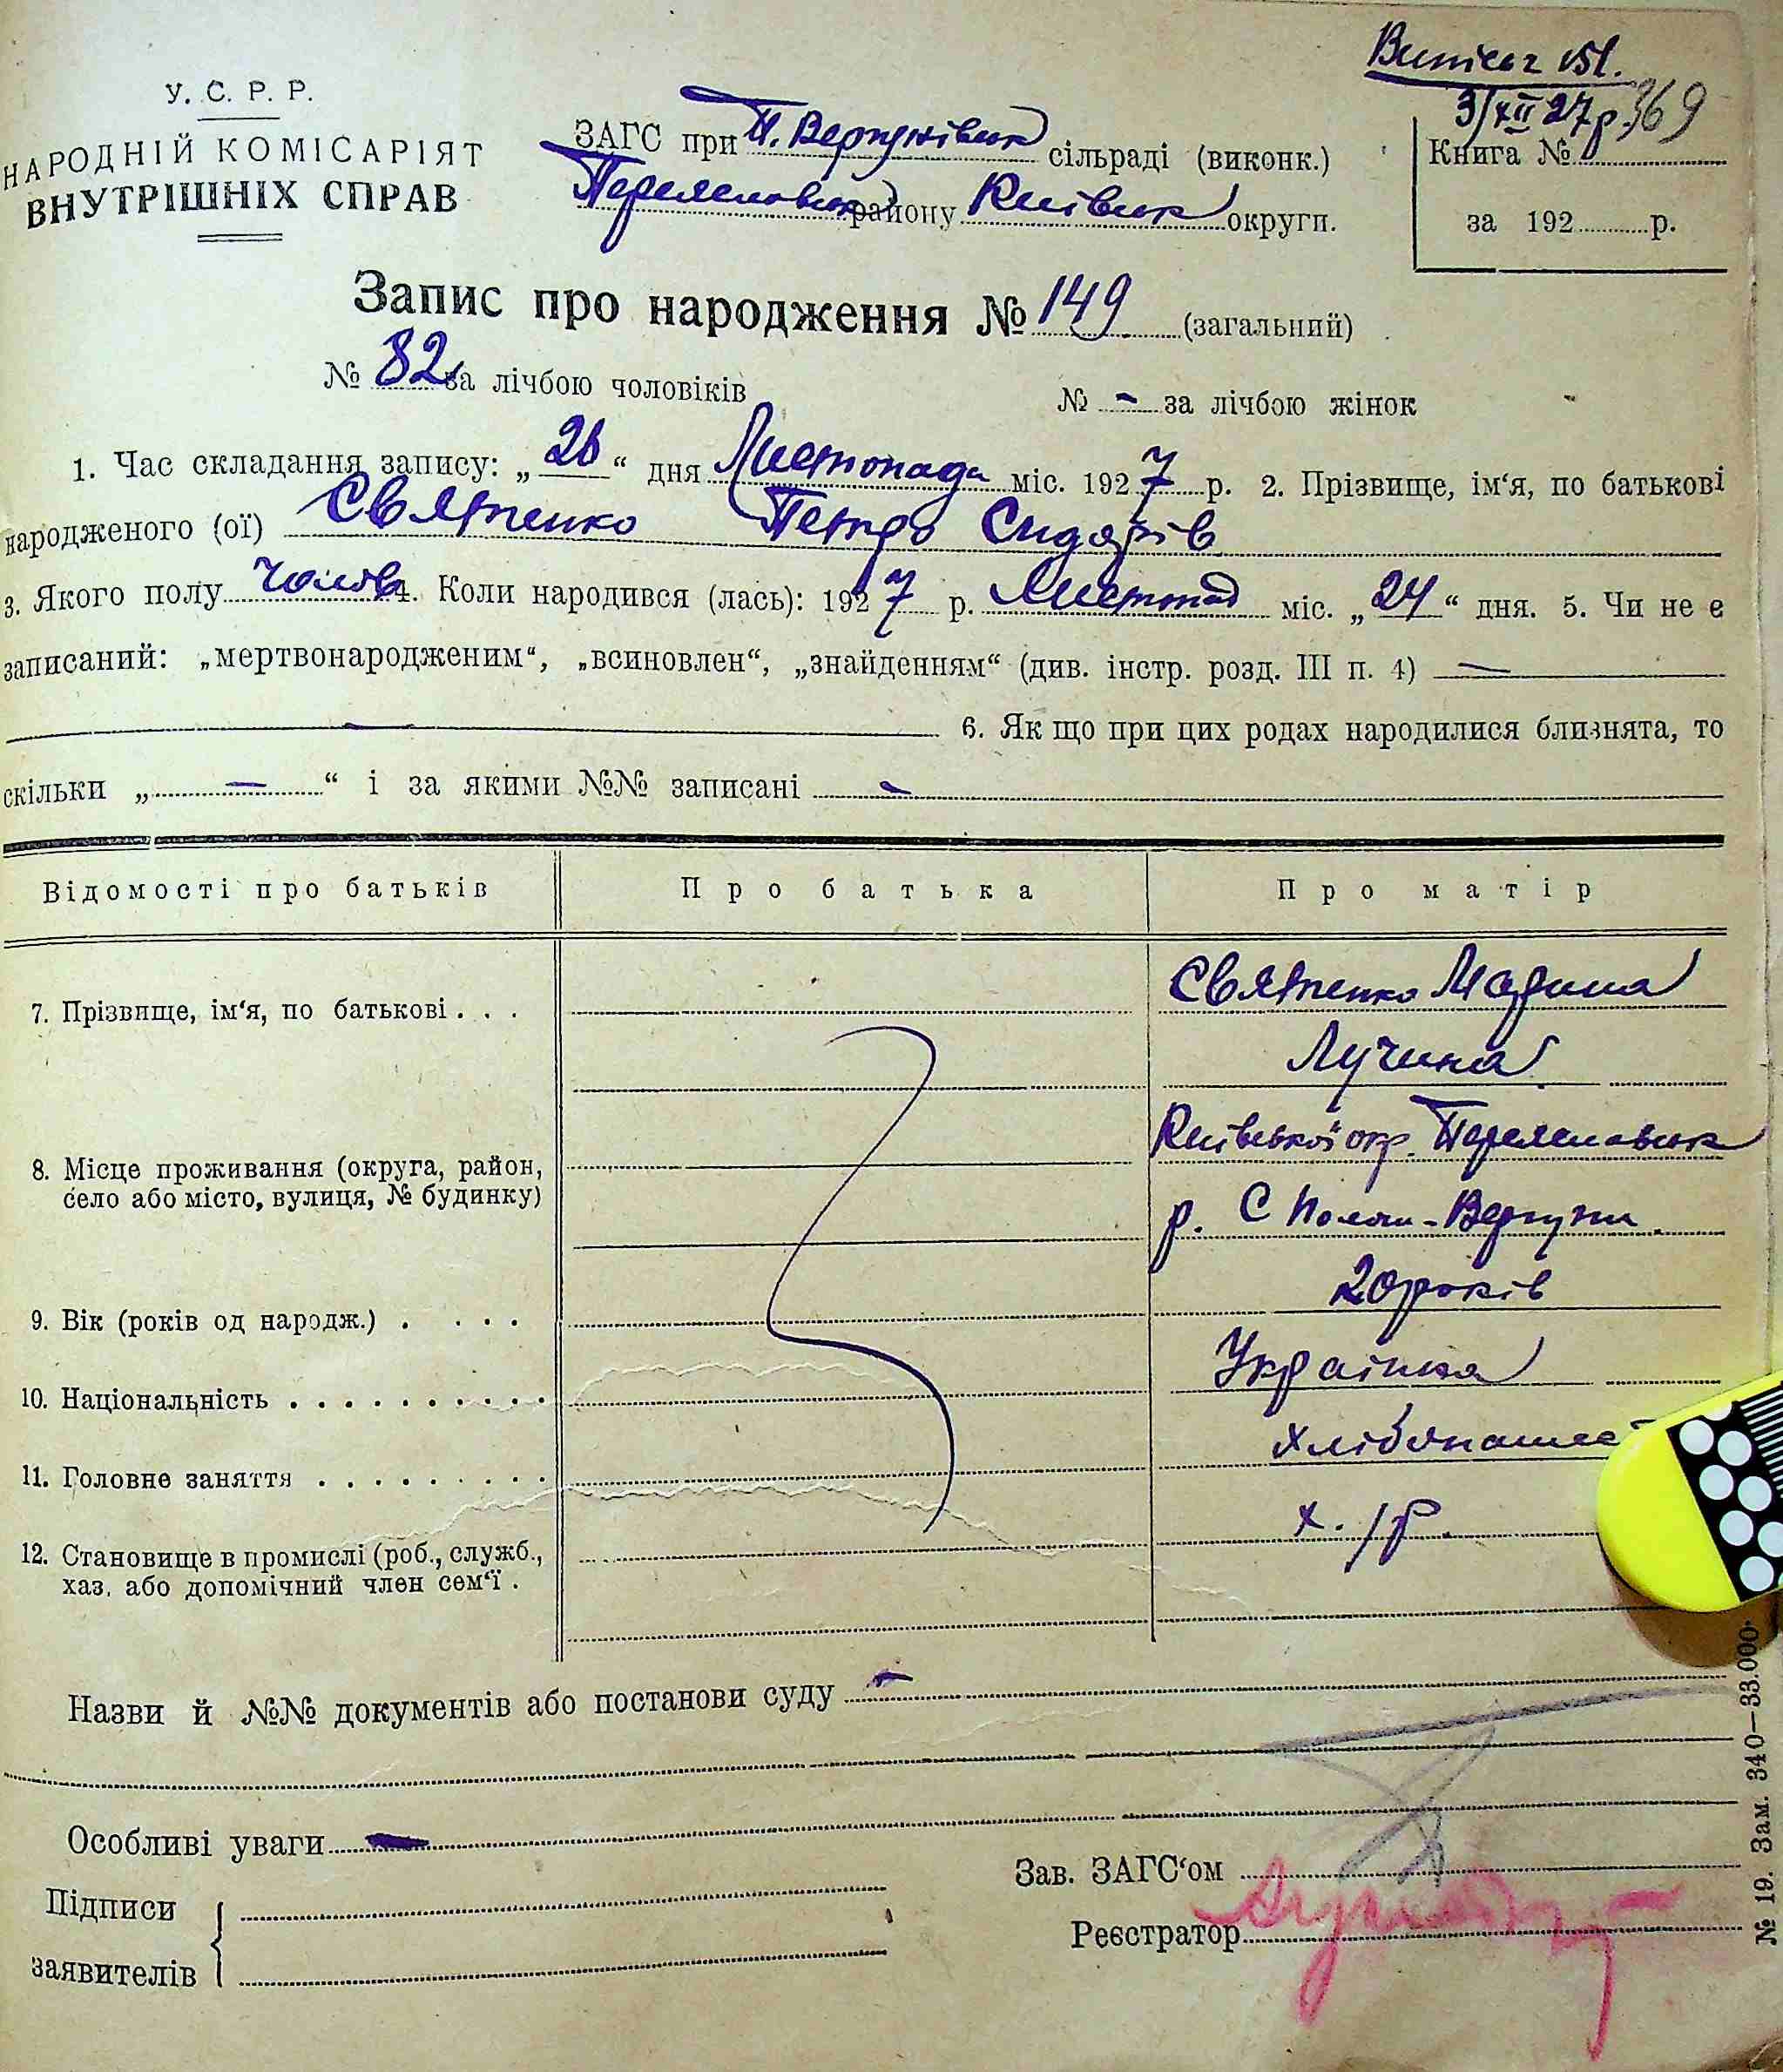 У. С. Р. Р.
НАРОДНІЙ КОМІСАРІЯТ
ВНУТРІШНІХ СПРАВ
3/XII 27 р. 369
ЗАГС при П. Вергунівск сільраді (виконк.)
Переяславськ району Київськ округи.
Книга №
за 192 р.
Запис про народження № 149 (загальний)
№ 82 за лічбою чоловіків № - за лічбою жінок
1. Час складання запису: „26“ дня Листопада міс. 1927 р. 2. Прізвище, ім'я, по батькові
народженого (ої) Святенко Петро Сидорів
3. Якого полу чолов 4. Коли народився (лась): 1927 р. Листопад міс. „24“ дня. 5. Чи не є
записаний: „мертвонародженим“, „всиновлен“, „знайденням“ (див. інстр. розд. III п. 4) —
— 6. Як що при цих родах народилися близнята, то
скільки „ — “ і за якими №№ записані -
Відомості про батьків Про батька Про матір
7. Прізвище, ім'я, по батькові . . . Святенко Марина
Лучина
8. Місце проживання (округа, район, Київської окр. Переяславськ
село або місто, вулиця, № будинку) р. С Полош-Вергуни
9. Вік (років од народж.) . . . . 20 років
10. Національність . . . . . . . . . . Українка
11. Головне заняття . . . . . . . . . хлібопашес
12. Становище в промислі (роб., служб., х. /р.
хаз. або допомічний член сем'ї .
Назви й №№ документів або постанови суду -
Особливі уваги -
Зав. ЗАГС'ом
Підписи
Реєстратор
заявителів
№ 19. Зам. 340—33.000.